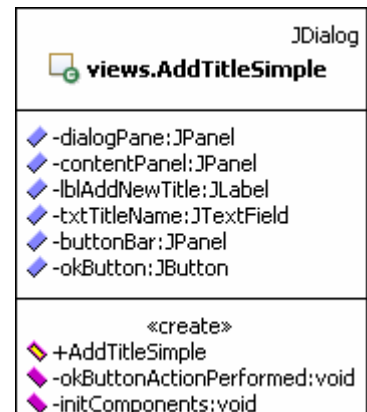 JDialog
views.AddTitleSimple
-dialogPane:JPanel
-contentPanel:JPanel
-lblAddNewTitle:JLabel
-txtTitleName:JTextField
-buttonBar:JPanel
-okButton:JButton
«create»
+AddTitleSimple
-okButtonActionPerformed:void
-initComponents:void